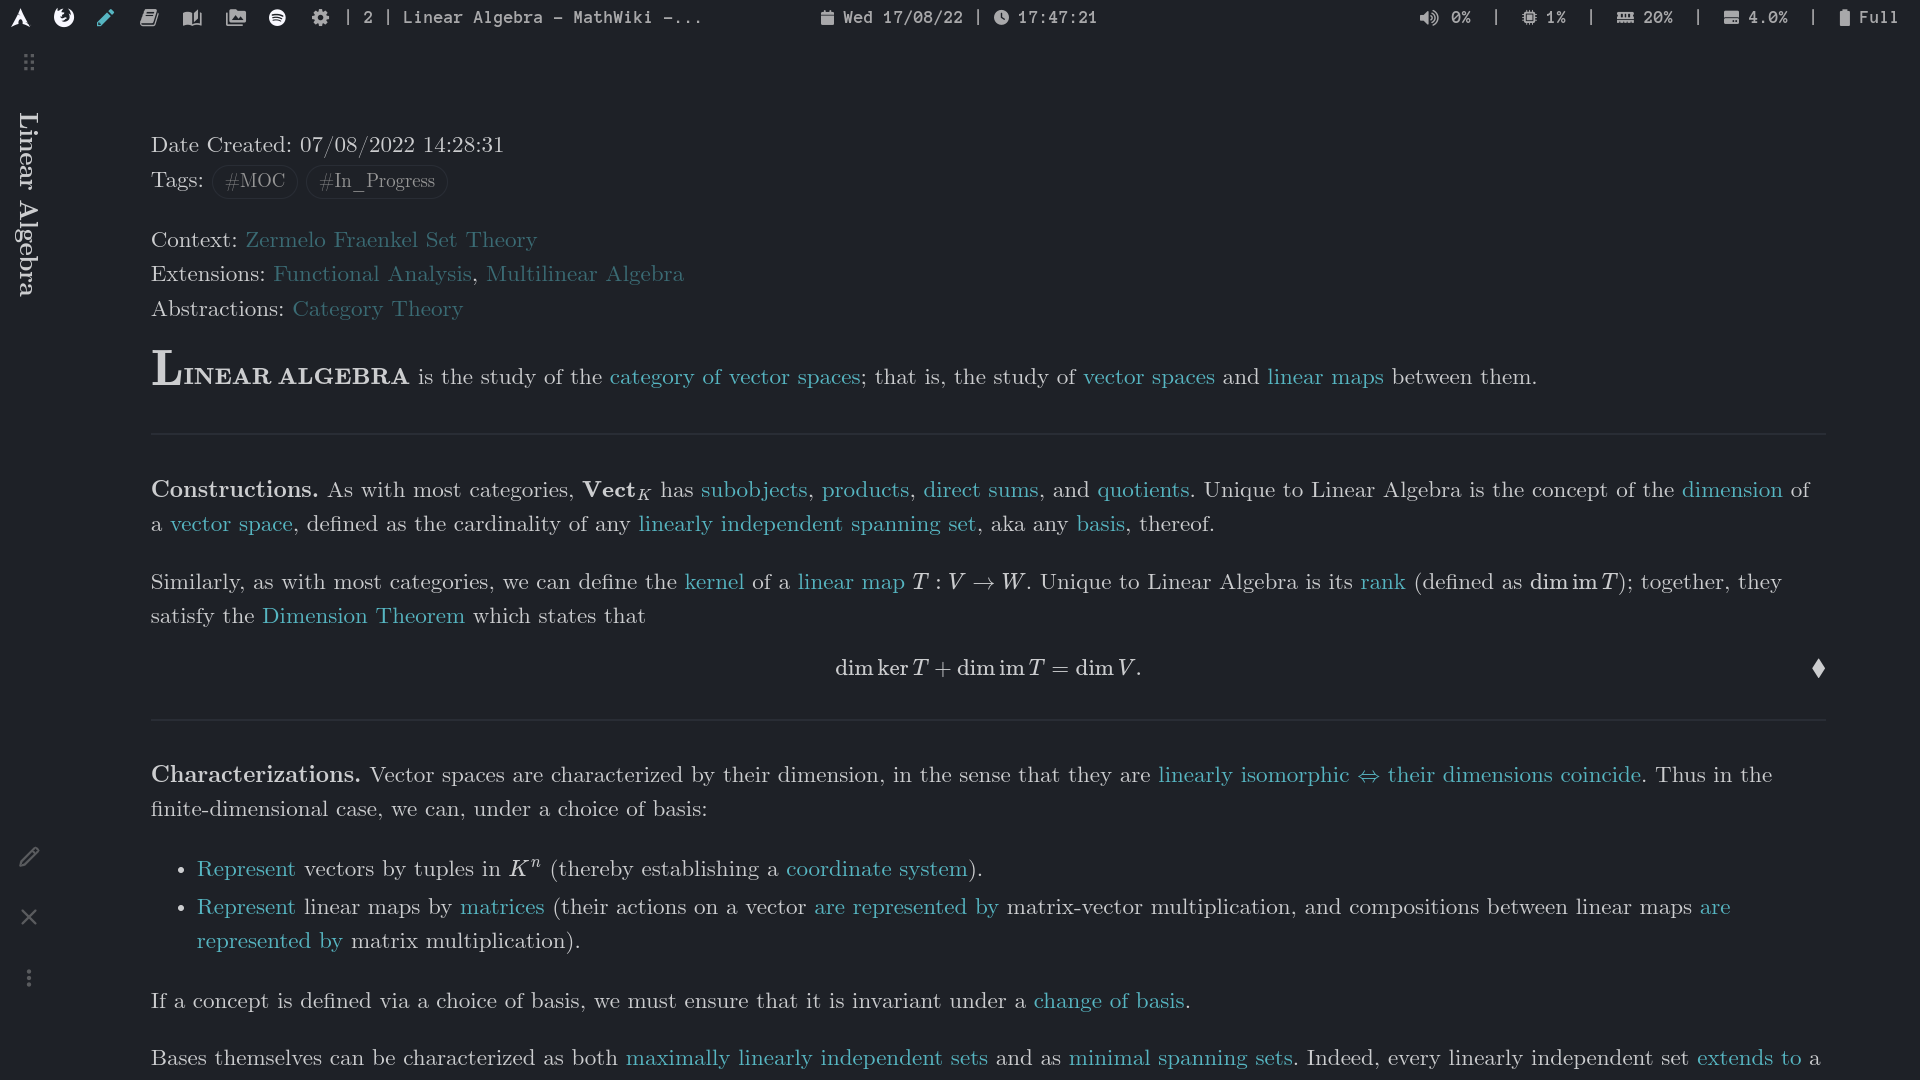 | 2 | Linear Algebra - MathWiki -... Wed 17/08/22 | 17:47:21 0% | 1% | 20% | 4.0% | Full
Linear Algebra
Date Created: 07/08/2022 14:28:31
Tags: #MOC #In_Progress
Context: Zermelo Fraenkel Set Theory
Extensions: Functional Analysis, Multilinear Algebra
Abstractions: Category Theory
LINEAR ALGEBRA is the study of the category of vector spaces; that is, the study of vector spaces and linear maps between them.
Constructions. As with most categories, Vect_K has subobjects, products, direct sums, and quotients. Unique to Linear Algebra is the concept of the dimension of
a vector space, defined as the cardinality of any linearly independent spanning set, aka any basis, thereof.
Similarly, as with most categories, we can define the kernel of a linear map T : V → W. Unique to Linear Algebra is its rank (defined as dim im T); together, they
satisfy the Dimension Theorem which states that
dim ker T + dim im T = dim V. ♦
Characterizations. Vector spaces are characterized by their dimension, in the sense that they are linearly isomorphic ⇔ their dimensions coincide. Thus in the
finite-dimensional case, we can, under a choice of basis:
• Represent vectors by tuples in Kⁿ (thereby establishing a coordinate system).
• Represent linear maps by matrices (their actions on a vector are represented by matrix-vector multiplication, and compositions between linear maps are
represented by matrix multiplication).
If a concept is defined via a choice of basis, we must ensure that it is invariant under a change of basis.
Bases themselves can be characterized as both maximally linearly independent sets and as minimal spanning sets. Indeed, every linearly independent set extends to a